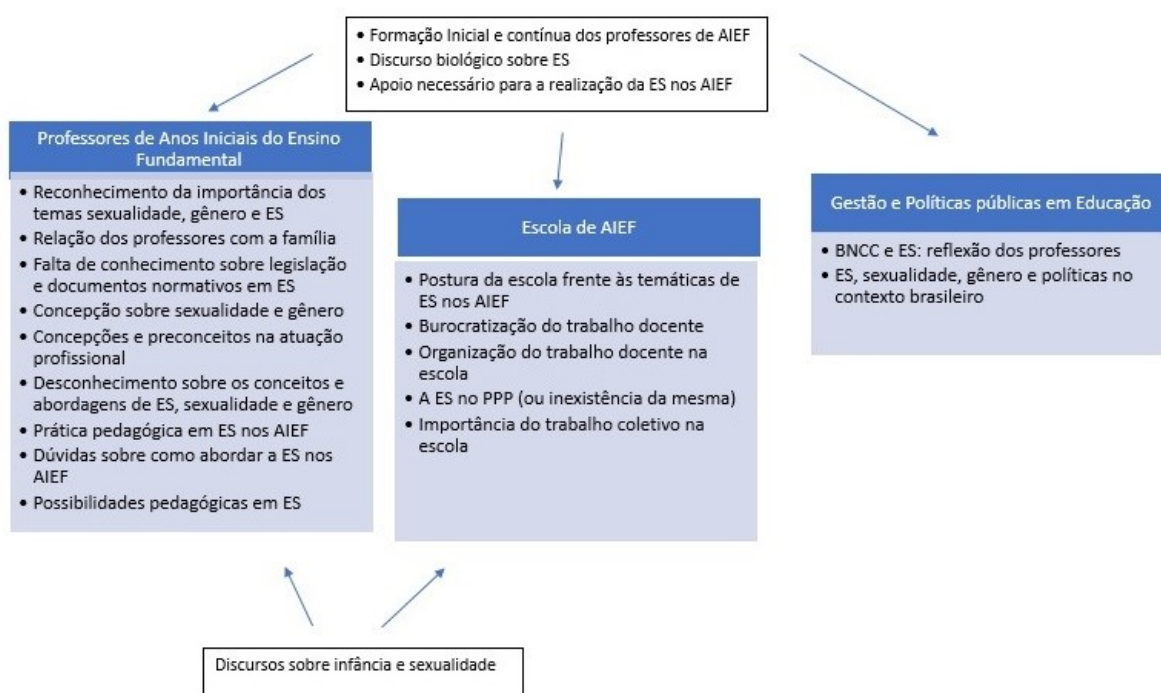 • Formação Inicial e contínua dos professores de AIEF
• Discurso biológico sobre ES
• Apoio necessário para a realização da ES nos AIEF
Professores de Anos Iniciais do Ensino
Fundamental
• Reconhecimento da importância dos
temas sexualidade, gênero e ES
• Relação dos professores com a família
• Falta de conhecimento sobre legislação
e documentos normativos em ES
• Concepção sobre sexualidade e gênero
• Concepções e preconceitos na atuação
profissional
• Desconhecimento sobre os conceitos e
abordagens de ES, sexualidade e gênero
• Prática pedagógica em ES nos AIEF
• Dúvidas sobre como abordar a ES nos
AIEF
• Possibilidades pedagógicas em ES
Escola de AIEF
• Postura da escola frente às temáticas de
ES nos AIEF
• Burocratização do trabalho docente
• Organização do trabalho docente na
escola
• A ES no PPP (ou inexistência da mesma)
• Importância do trabalho coletivo na
escola
Gestão e Políticas públicas em Educação
• BNCC e ES: reflexão dos professores
• ES, sexualidade, gênero e políticas no
contexto brasileiro
Discursos sobre infância e sexualidade